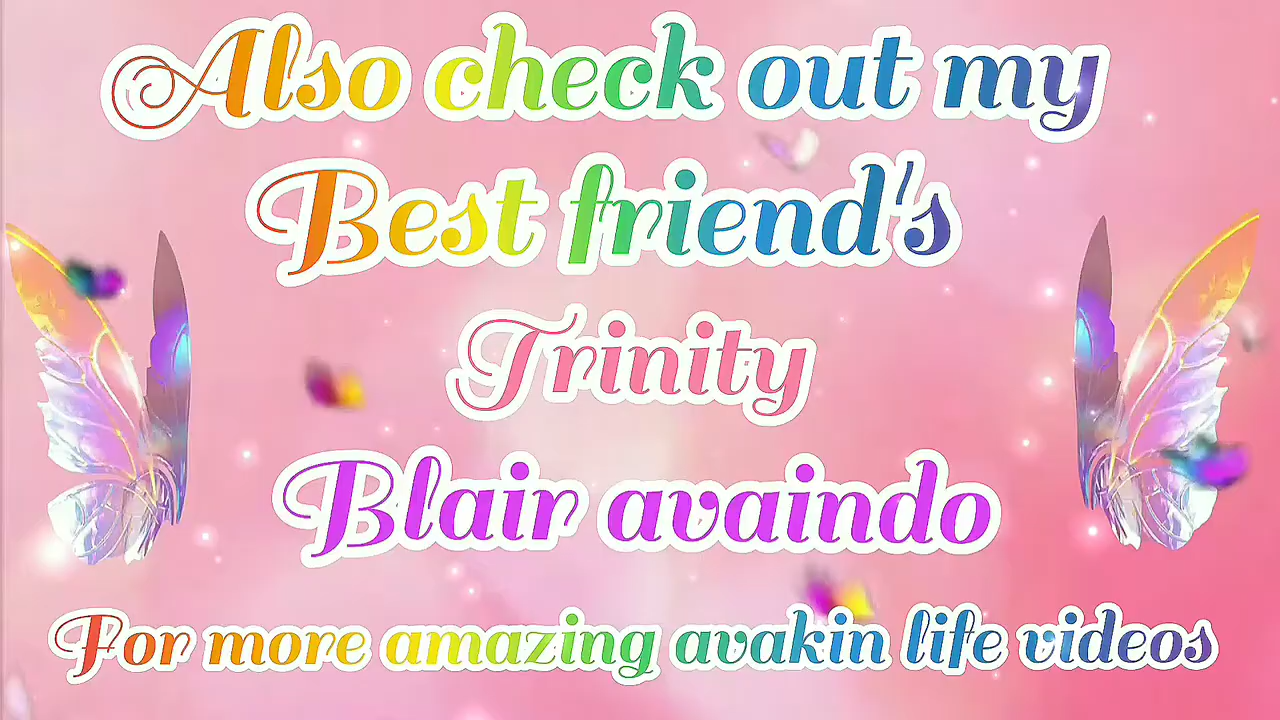 Also check out my
Best friend's
Trinity
Blair avaindo
For more amazing avakin life videos